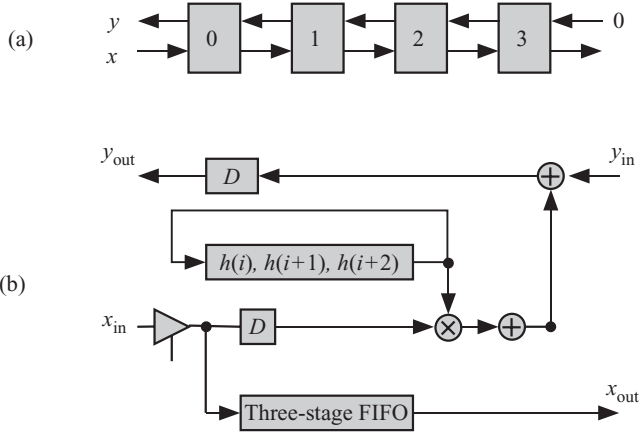 (a)
y
0
x
0
1
2
3
y_out
D
y_in
h(i), h(i+1), h(i+2)
(b)
x_in
D
×
+
+
Three-stage FIFO
x_out